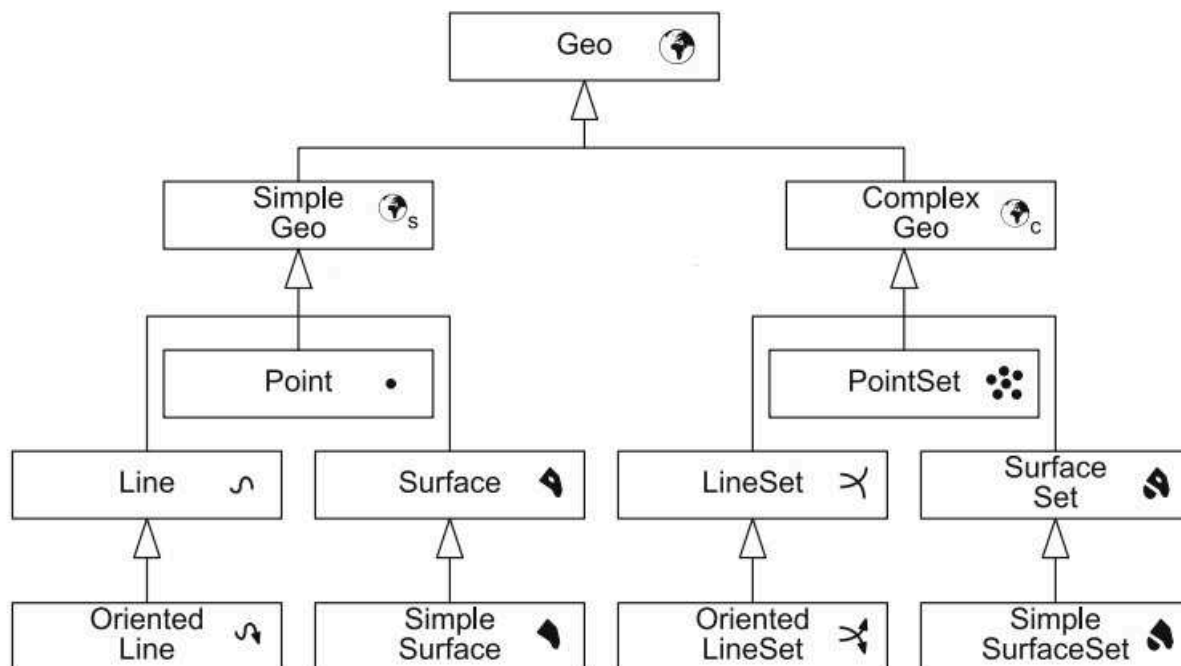 Geo
Simple
Geo
s
Complex
Geo
c
Point
PointSet
Line
Surface
LineSet
Surface
Set
Oriented
Line
Simple
Surface
Oriented
LineSet
Simple
SurfaceSet